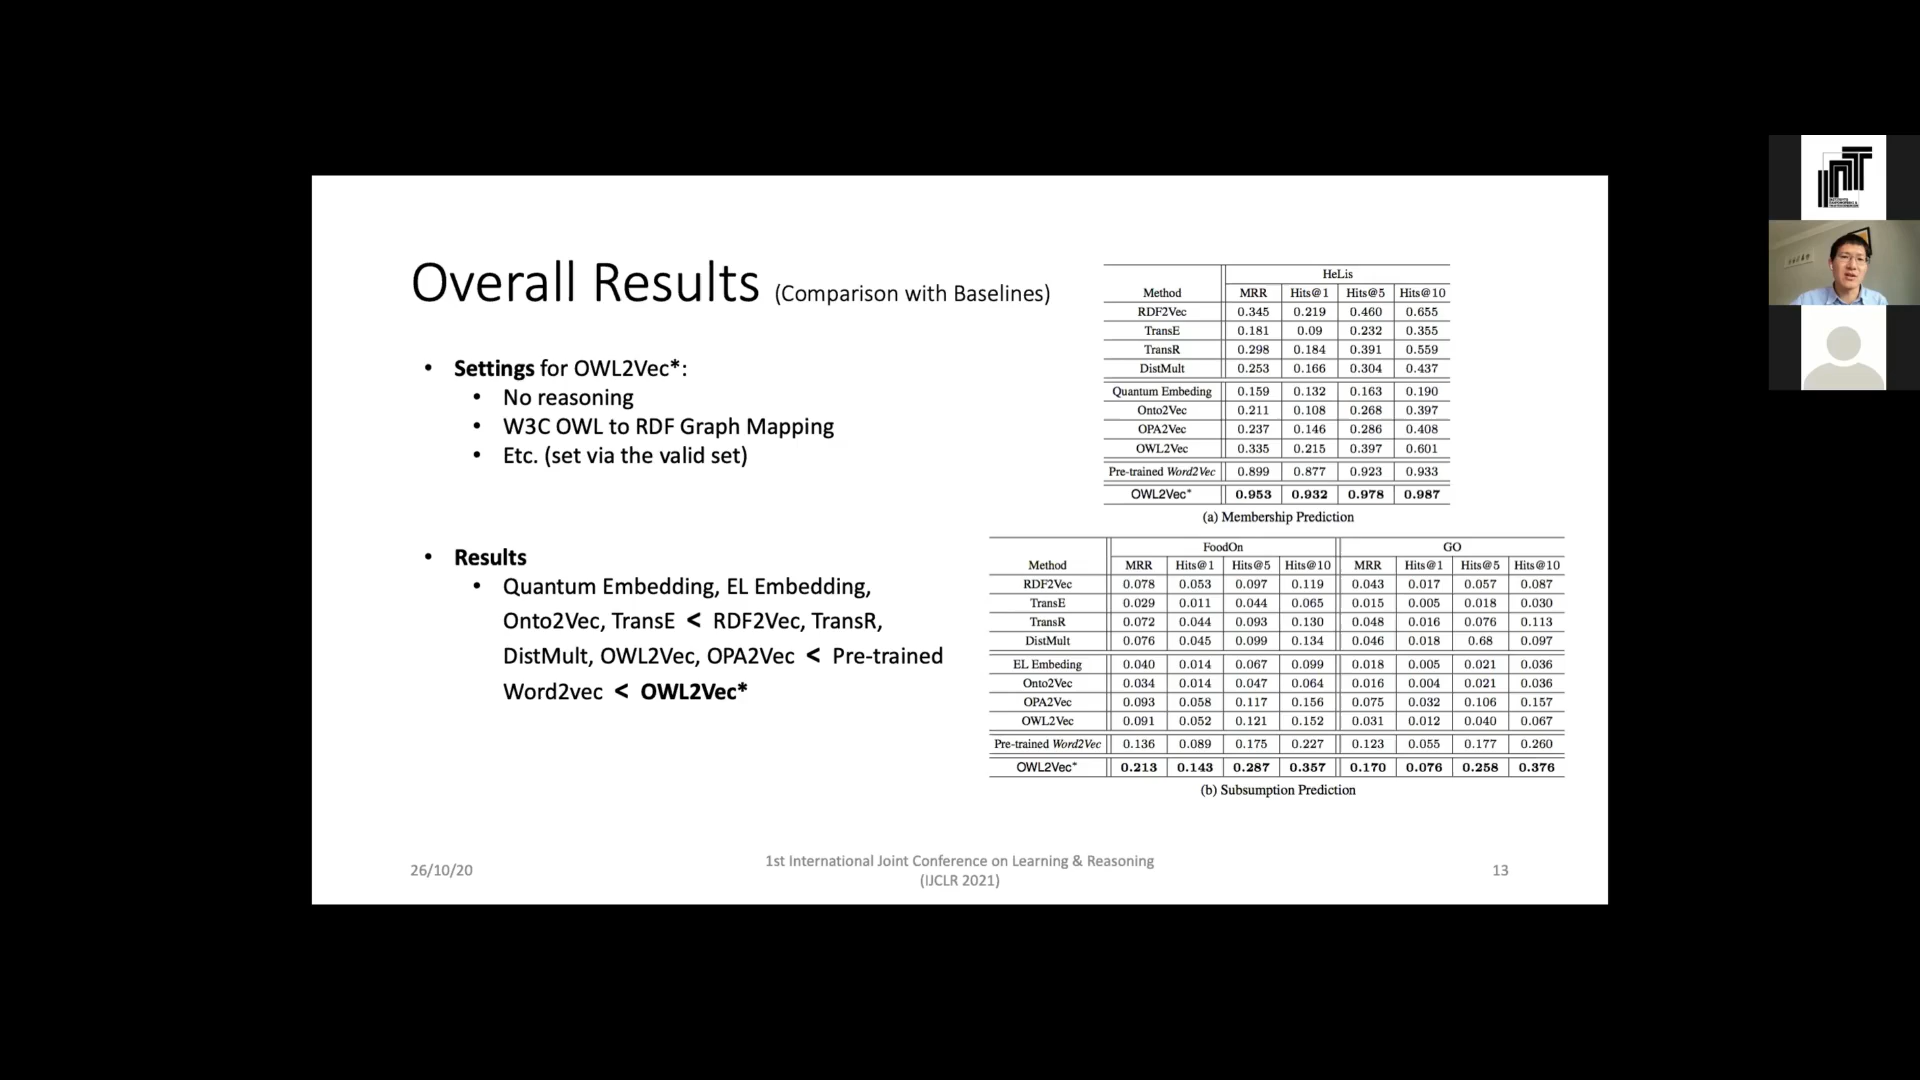 Overall Results (Comparison with Baselines)
• Settings for OWL2Vec*:
• No reasoning
• W3C OWL to RDF Graph Mapping
• Etc. (set via the valid set)
• Results
• Quantum Embedding, EL Embedding,
Onto2Vec, TransE < RDF2Vec, TransR,
DistMult, OWL2Vec, OPA2Vec < Pre-trained
Word2vec < OWL2Vec*
HeLis
Method MRR Hits@1 Hits@5 Hits@10
RDF2Vec 0.345 0.219 0.460 0.655
TransE 0.181 0.09 0.232 0.355
TransR 0.298 0.184 0.391 0.559
DistMult 0.253 0.166 0.304 0.437
Quantum Embeding 0.159 0.132 0.163 0.190
Onto2Vec 0.211 0.108 0.268 0.397
OPA2Vec 0.237 0.146 0.286 0.408
OWL2Vec 0.335 0.215 0.397 0.601
Pre-trained Word2Vec 0.899 0.877 0.923 0.933
OWL2Vec* 0.953 0.932 0.978 0.987
(a) Membership Prediction
FoodOn GO
Method MRR Hits@1 Hits@5 Hits@10 MRR Hits@1 Hits@5 Hits@10
RDF2Vec 0.078 0.053 0.097 0.119 0.043 0.017 0.057 0.087
TransE 0.029 0.011 0.044 0.065 0.015 0.005 0.018 0.030
TransR 0.072 0.044 0.093 0.130 0.048 0.016 0.076 0.113
DistMult 0.076 0.045 0.099 0.134 0.046 0.018 0.68 0.097
EL Embeding 0.040 0.014 0.067 0.099 0.018 0.005 0.021 0.036
Onto2Vec 0.034 0.014 0.047 0.064 0.016 0.004 0.021 0.036
OPA2Vec 0.093 0.058 0.117 0.156 0.075 0.032 0.106 0.157
OWL2Vec 0.091 0.052 0.121 0.152 0.031 0.012 0.040 0.067
Pre-trained Word2Vec 0.136 0.089 0.175 0.227 0.123 0.055 0.177 0.260
OWL2Vec* 0.213 0.143 0.287 0.357 0.170 0.076 0.258 0.376
(b) Subsumption Prediction
26/10/20
1st International Joint Conference on Learning & Reasoning
(IJCLR 2021)
13